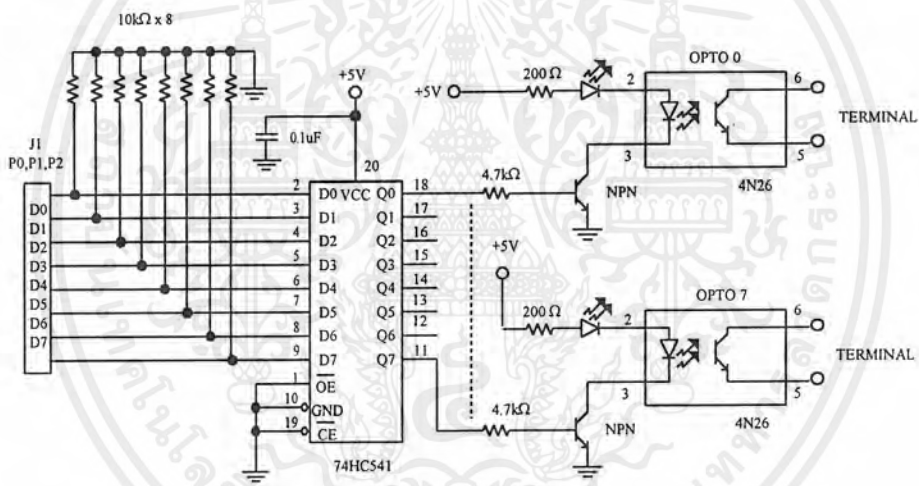 10kΩ x 8
+5V
0.1uF
J1
P0,P1,P2
D0
D1
D2
D3
D4
D5
D6
D7
2
3
4
5
6
7
8
9
1
10
19
20
VCC
D0
D1
D2
D3
D4
D5
D6
D7
OE
GND
CE
Q0
Q1
Q2
Q3
Q4
Q5
Q6
Q7
18
17
16
15
14
13
12
11
74HC541
4.7kΩ
NPN
+5V
200 Ω
2
3
OPTO 0
6
5
TERMINAL
4N26
+5V
200 Ω
2
3
OPTO 7
6
5
TERMINAL
4N26
4.7kΩ
NPN